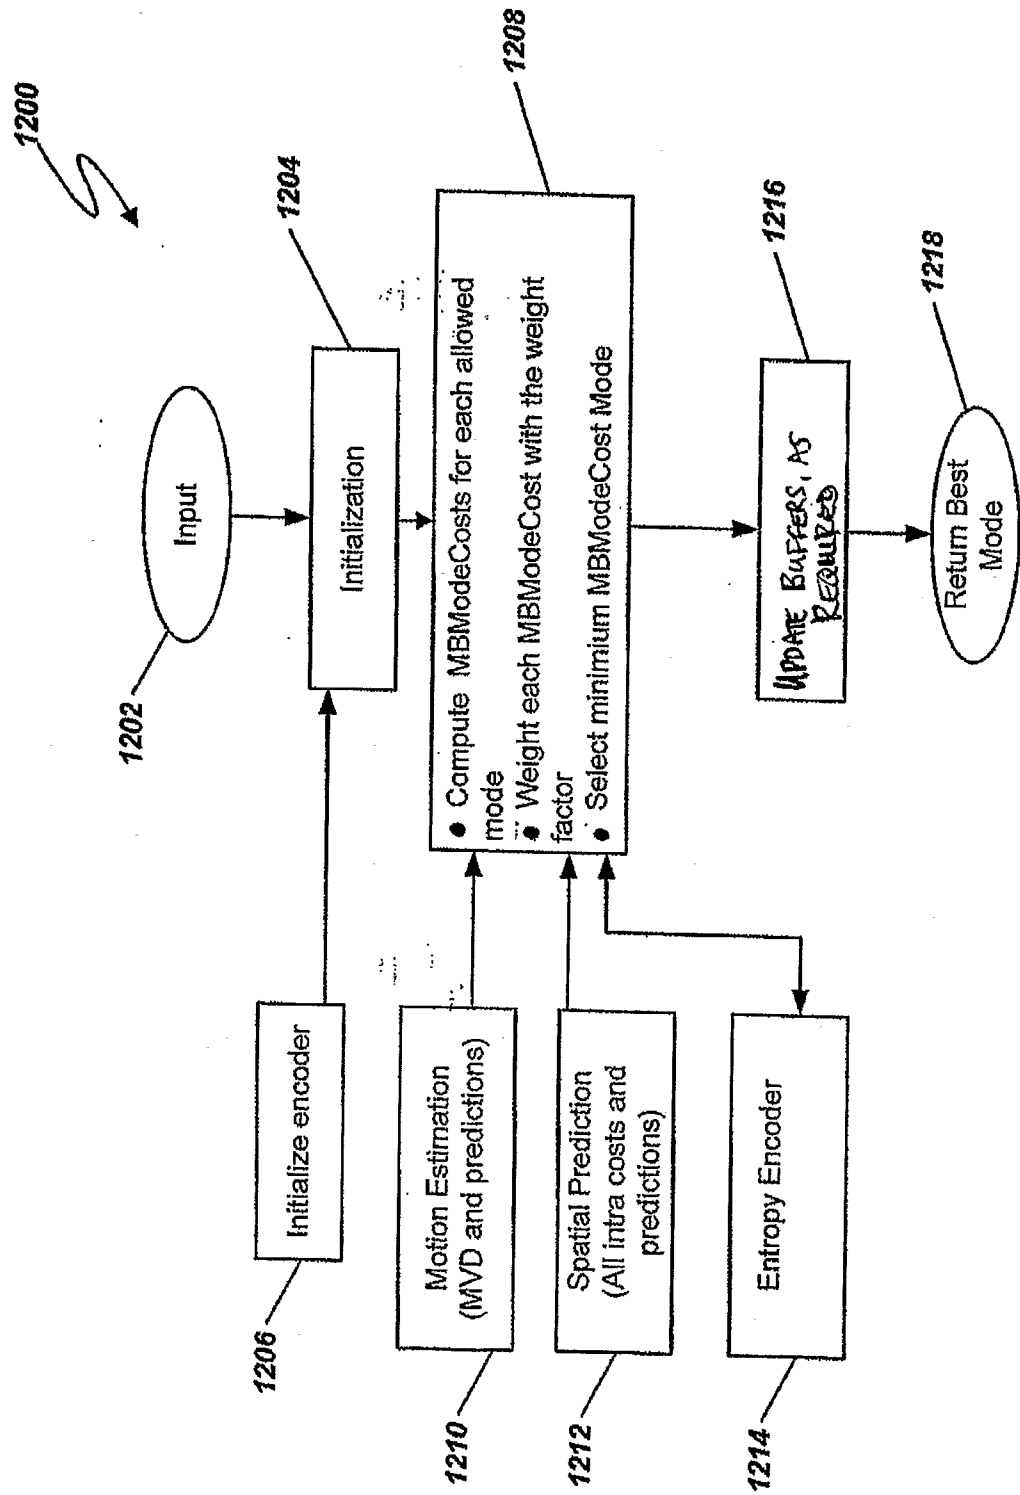 1200
Input
1202
Initialization
1204
Initialize encoder
1206
● Compute MBModeCosts for each allowed
mode
● Weight each MBModeCost with the weight
factor
● Select minimium MBModeCost Mode
1208
Motion Estimation
(MVD and predictions)
1210
Spatial Prediction
(All intra costs and
predictions)
1212
Entropy Encoder
1214
UPDATE BUFFERS, AS
REQUIRED
1216
Return Best
Mode
1218